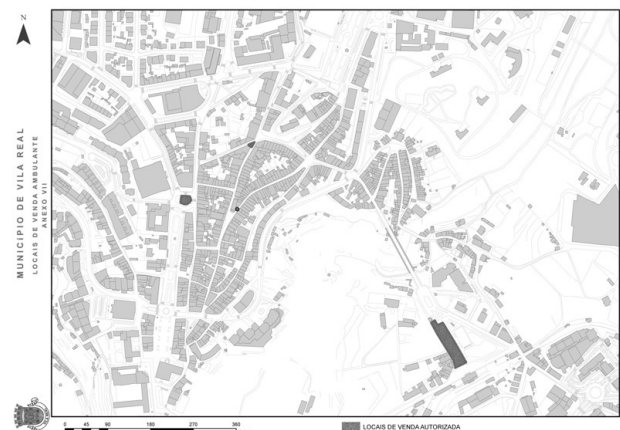 N
MUNICIPIO DE VILA REAL
LOCAIS DE VENDA AMBULANTE
ANEXO VII
0 45 90 180 270 360
LOCAIS DE VENDA AUTORIZADA